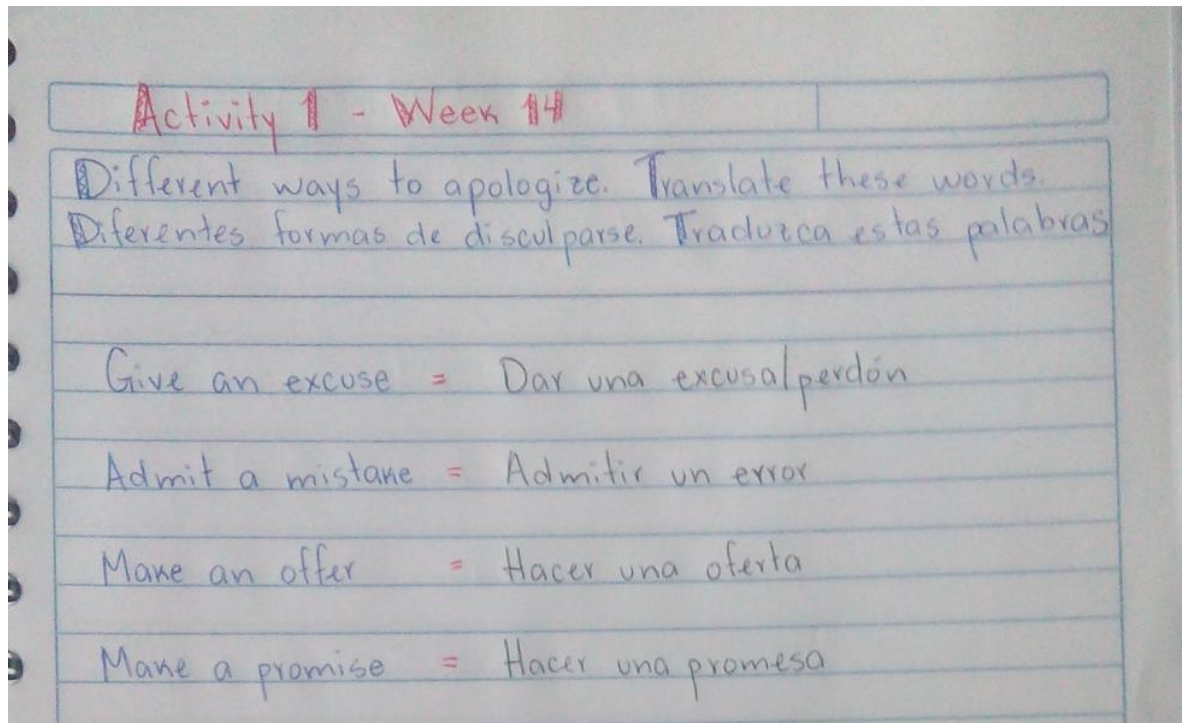 Activity 1 - Week 14
Different ways to apologize. Translate these words.
Diferentes formas de disculparse. Traduzca estas palabras
Give an excuse = Dar una excusa/perdón
Admit a mistake = Admitir un error
Make an offer = Hacer una oferta
Make a promise = Hacer una promesa